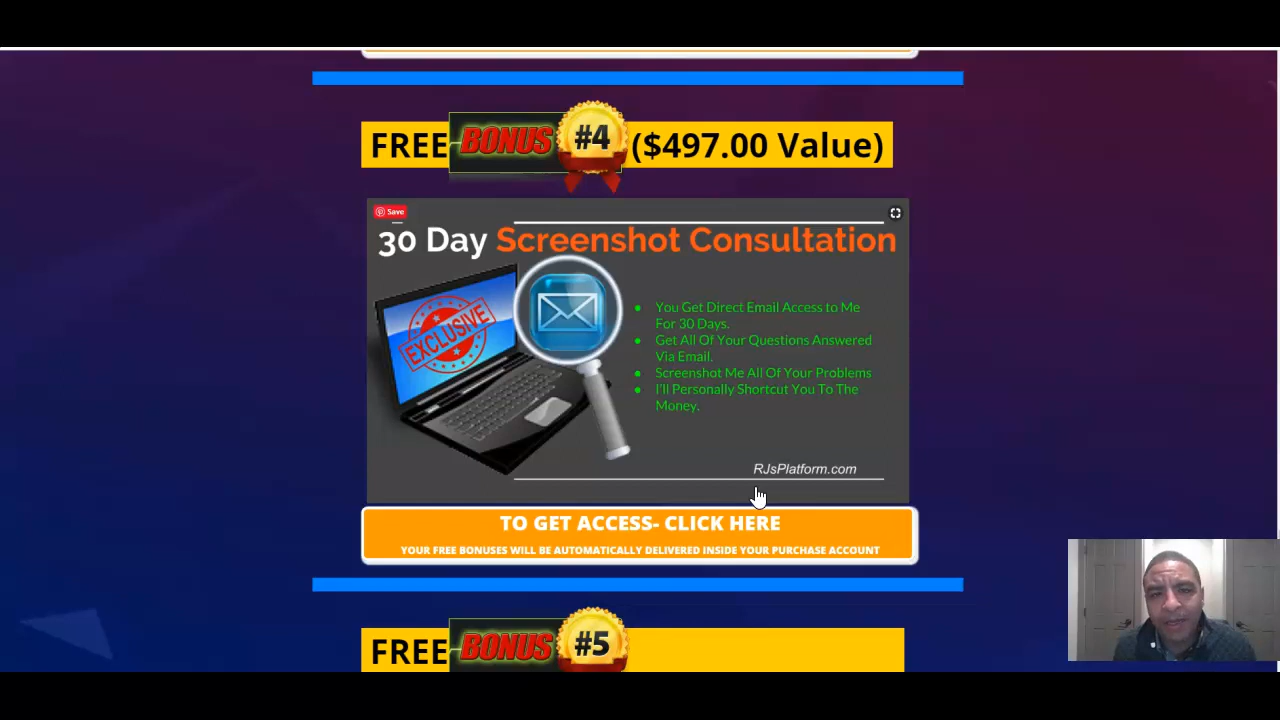 FREE BONUS #4 ($497.00 Value)
Save
30 Day Screenshot Consultation
EXCLUSIVE
● You Get Direct Email Access to Me
For 30 Days.
● Get All Of Your Questions Answered
Via Email.
● Screenshot Me All Of Your Problems
● I'll Personally Shortcut You To The
Money.
RJsPlatform.com
TO GET ACCESS- CLICK HERE
YOUR FREE BONUSES WILL BE AUTOMATICALLY DELIVERED INSIDE YOUR PURCHASE ACCOUNT
FREE BONUS #5